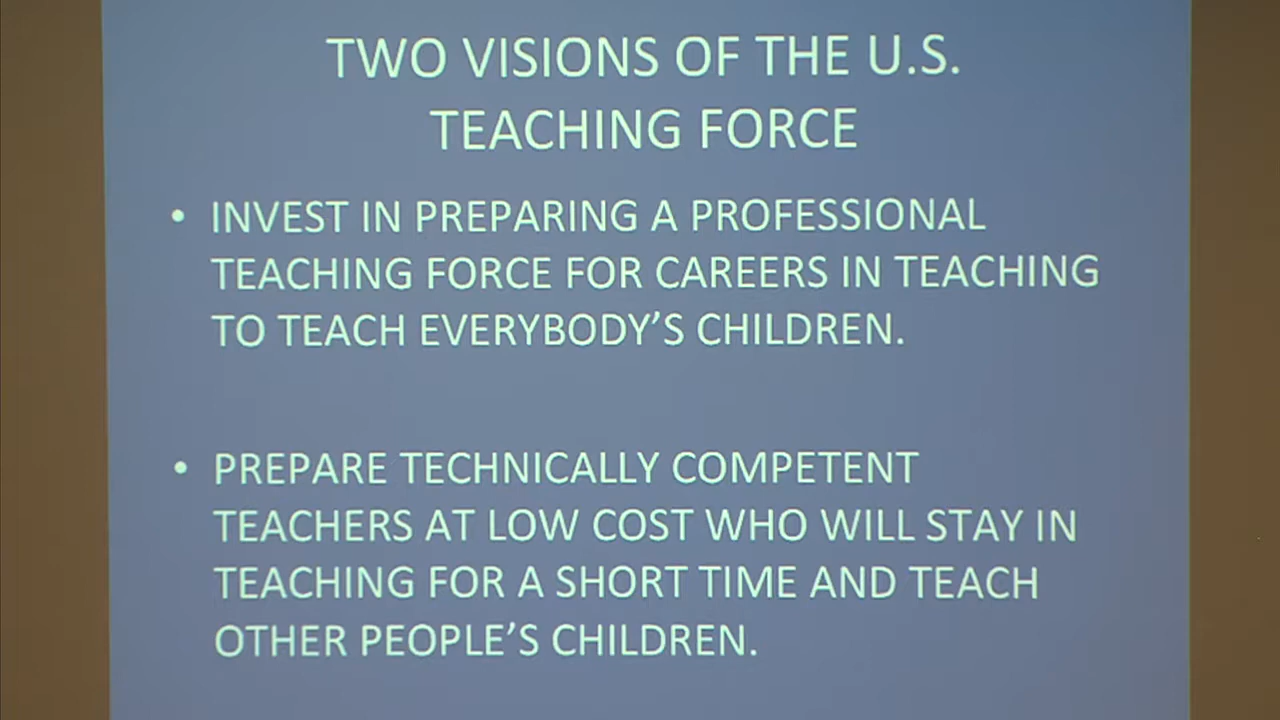 TWO VISIONS OF THE U.S.
TEACHING FORCE
• INVEST IN PREPARING A PROFESSIONAL
TEACHING FORCE FOR CAREERS IN TEACHING
TO TEACH EVERYBODY’S CHILDREN.
• PREPARE TECHNICALLY COMPETENT
TEACHERS AT LOW COST WHO WILL STAY IN
TEACHING FOR A SHORT TIME AND TEACH
OTHER PEOPLE’S CHILDREN.